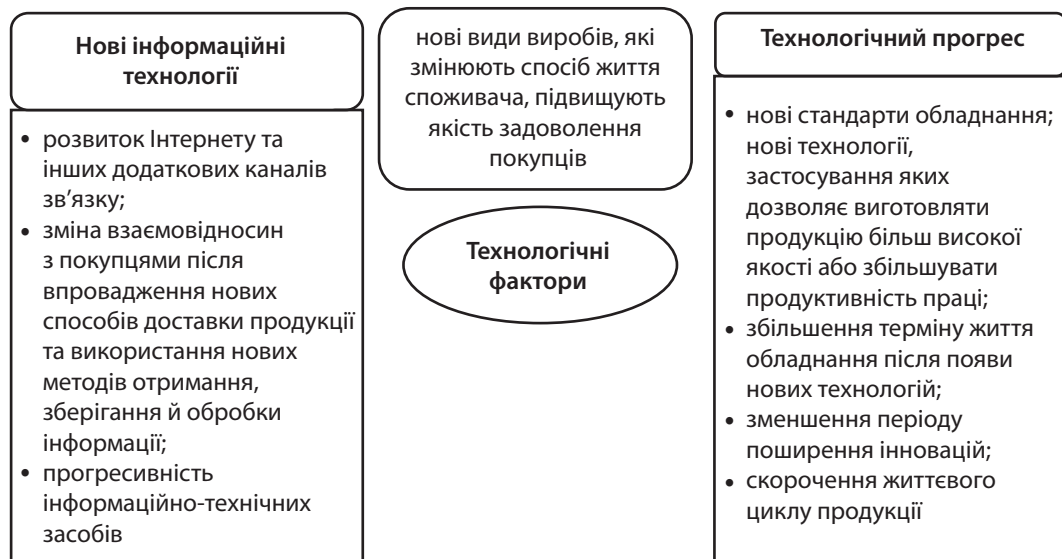 Нові інформаційні
технології
• розвиток Інтернету та
інших додаткових каналів
зв’язку;
• зміна взаємовідносин
з покупцями після
впровадження нових
способів доставки продукції
та використання нових
методів отримання,
зберігання й обробки
інформації;
• прогресивність
інформаційно-технічних
засобів
нові види виробів, які
змінюють спосіб життя
споживача, підвищують
якість задоволення
покупців
Технологічні
фактори
Технологічний прогрес
• нові стандарти обладнання;
нові технології,
застосування яких
дозволяє виготовляти
продукцію більш високої
якості або збільшувати
продуктивність праці;
• збільшення терміну життя
обладнання після появи
нових технологій;
• зменшення періоду
поширення інновацій;
• скорочення життєвого
циклу продукції